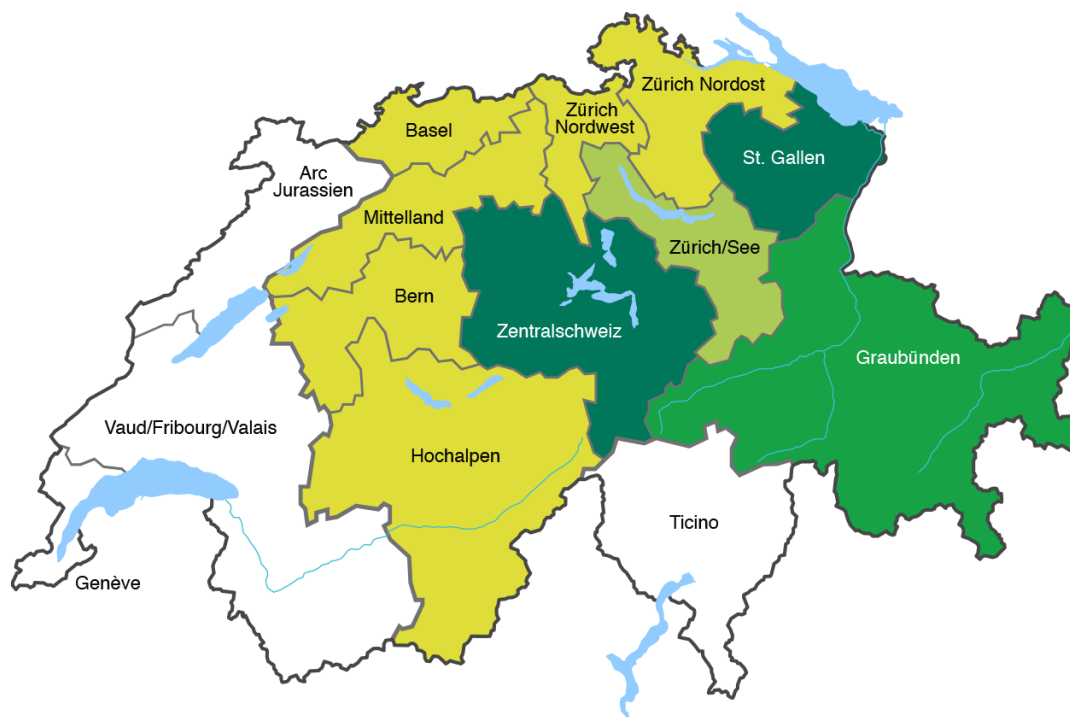 Zürich Nordost
Basel
Zürich
Nordwest
St. Gallen
Arc
Jurassien
Mittelland
Zürich/See
Bern
Zentralschweiz
Graubünden
Vaud/Fribourg/Valais
Hochalpen
Ticino
Genève